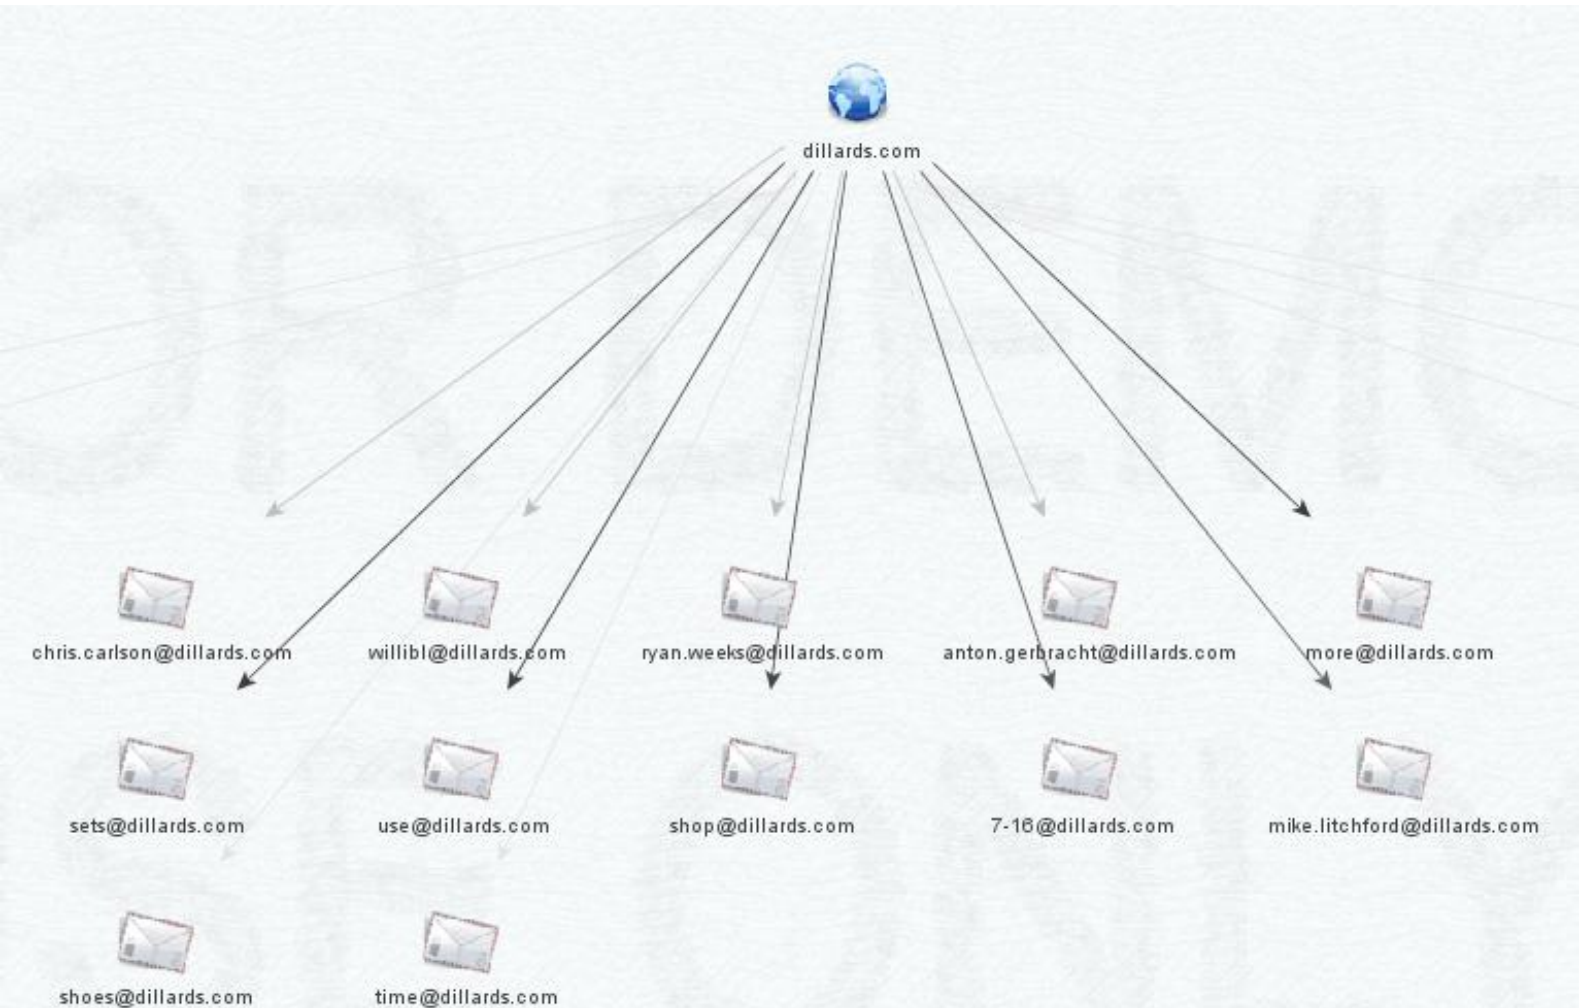 dillards.com
chris.carlson@dillards.com willibl@dillards.com ryan.weeks@dillards.com anton.gerbracht@dillards.com more@dillards.com
sets@dillards.com use@dillards.com shop@dillards.com 7-16@dillards.com mike.litchford@dillards.com
shoes@dillards.com time@dillards.com